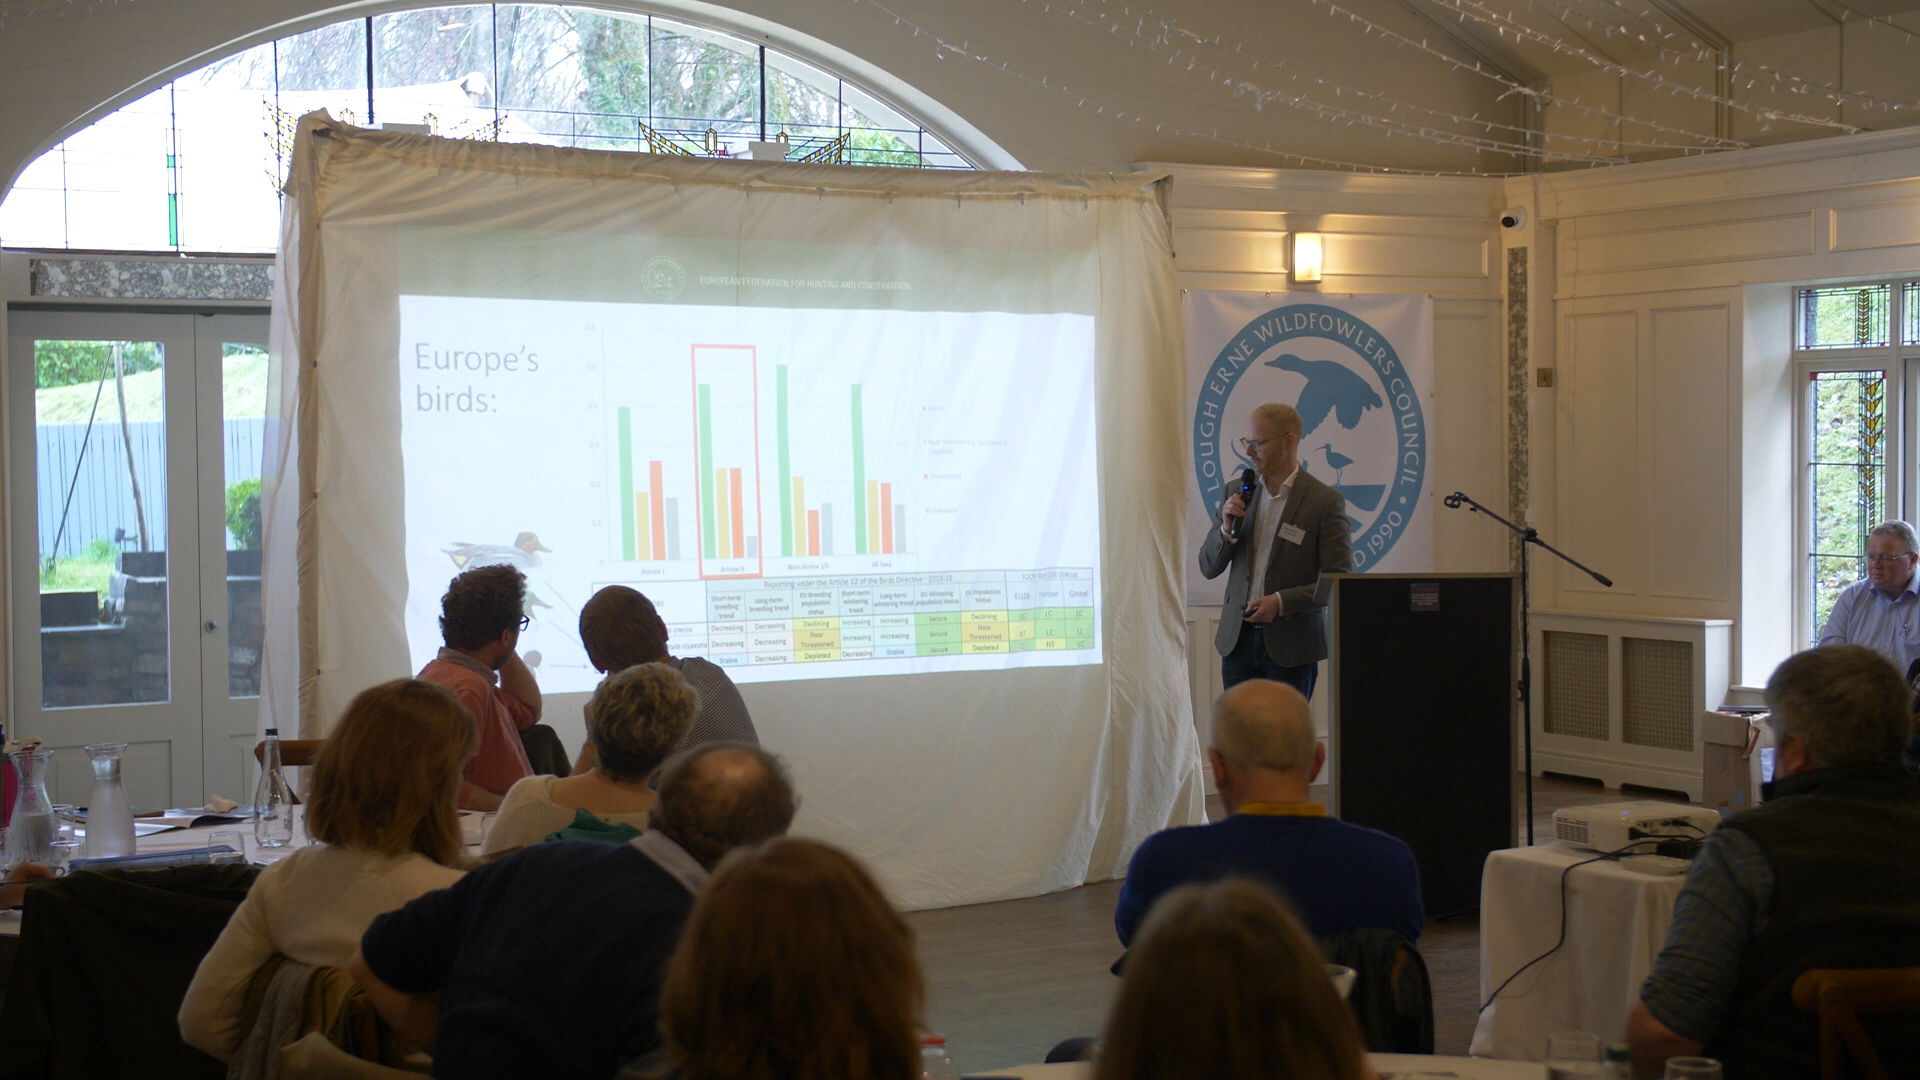 EUROPEAN FEDERATION FOR HUNTING AND CONSERVATION
Europe's
birds:
Annex I
Annex II
Non-Annex I/II
All taxa
Reporting under the Article 12 of the Birds Directive - 2013-18
Short-term breeding trend
Long-term breeding trend
EU Breeding population status
Short-term wintering trend
Long-term wintering trend
EU Wintering population status
EU Population Status
EU28 Europe Global
crecca Decreasing Decreasing Declining Increasing Increasing Secure Declining LC LC LC
clypeata Decreasing Decreasing Near Threatened Increasing Increasing Secure Near Threatened NT LC LC
Stable Decreasing Depleted Decreasing Stable Secure Depleted NT LC
LOUGH ERNE WILDFOWLERS COUNCIL
D 1990